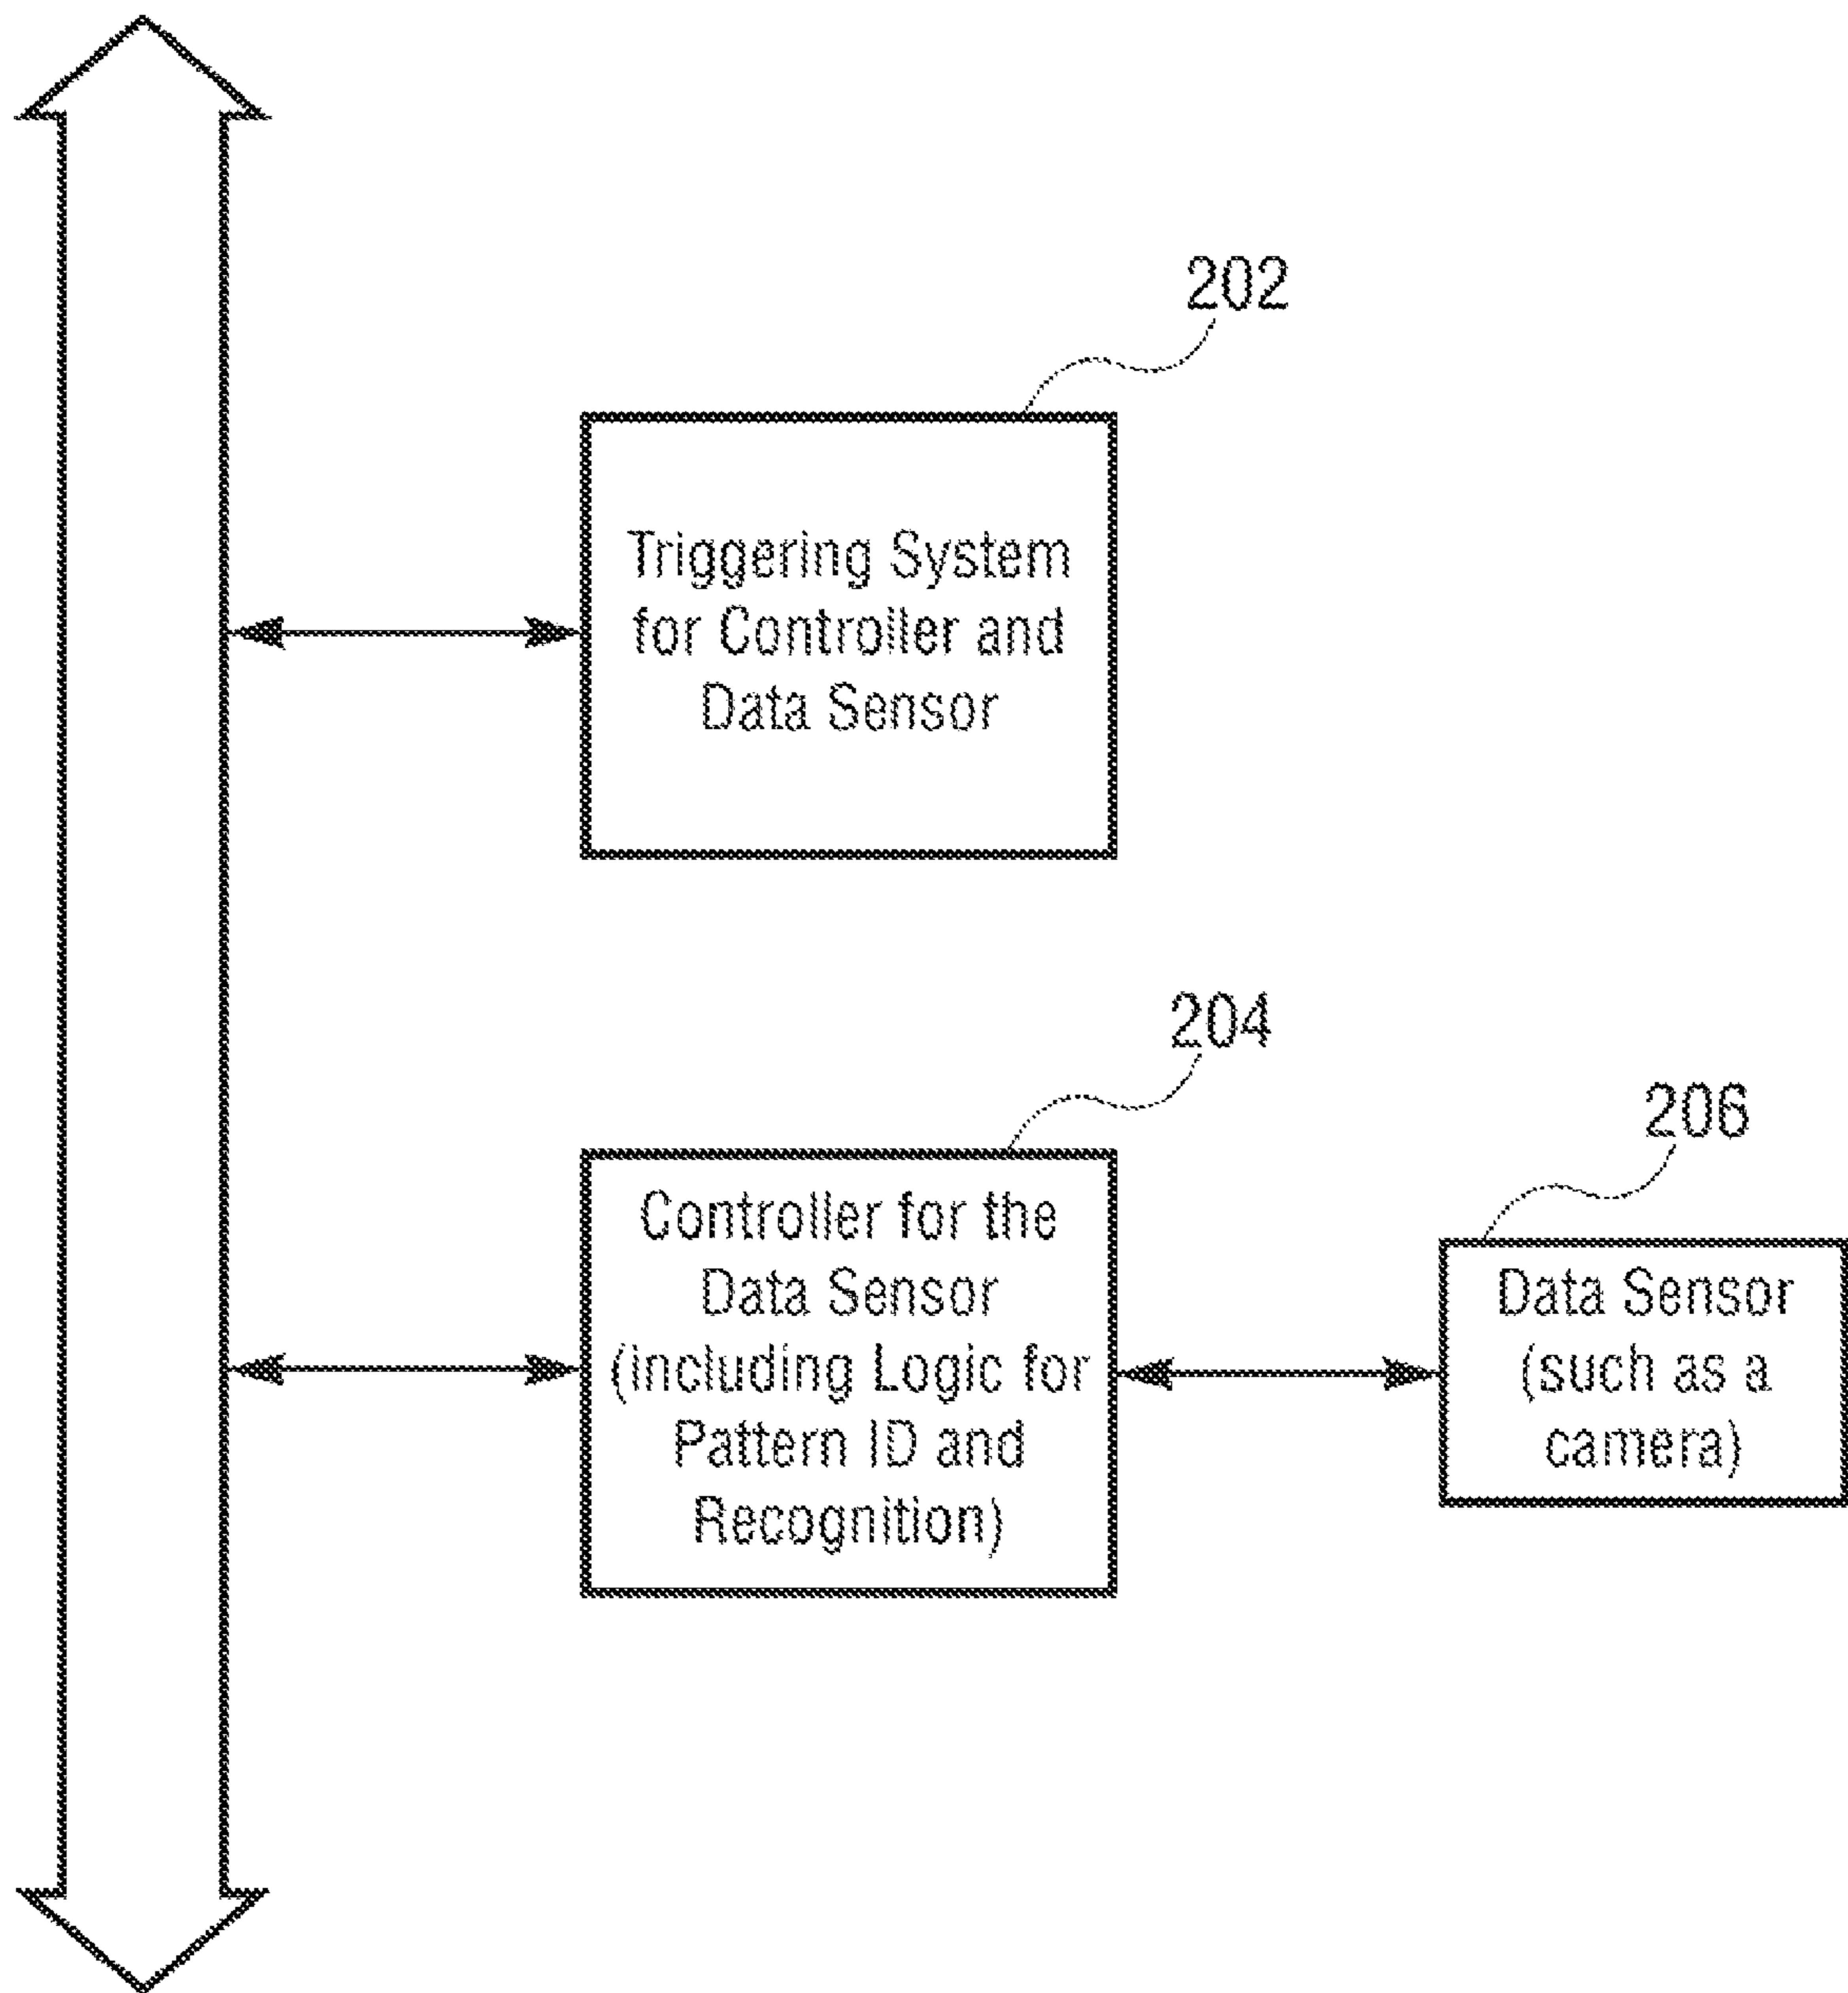 202
Triggering System
for Controller and
Data Sensor
204
Controller for the
Data Sensor
(including Logic for
Pattern ID and
Recognition)
206
Data Sensor
(such as a
camera)